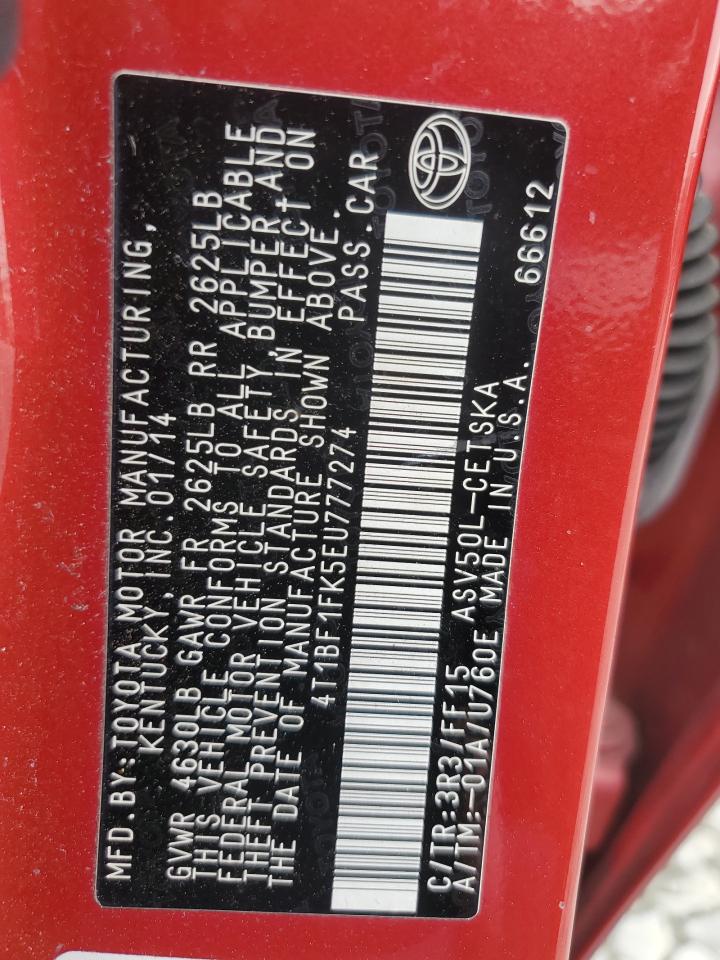 MFD.BY:TOYOTA MOTOR MANUFACTURING,
KENTUCKY, INC.01/14
GVWR 4630LB GAWR FR 2625LB RR 2625LB
THIS VEHICLE CONFORMS TO ALL APPLICABLE
FEDERAL MOTOR VEHICLE SAFETY,BUMPER AND
THEFT PREVENTION STANDARDS IN EFFECT ON
THE DATE OF MANUFACTURE SHOWN ABOVE.
4T1BF1FK5EU777274 PASS.CAR
C/TR:3R3/FF15 ASV50L-CETSKA
A/TM:-01A/U760E MADE IN U.S.A. 66612